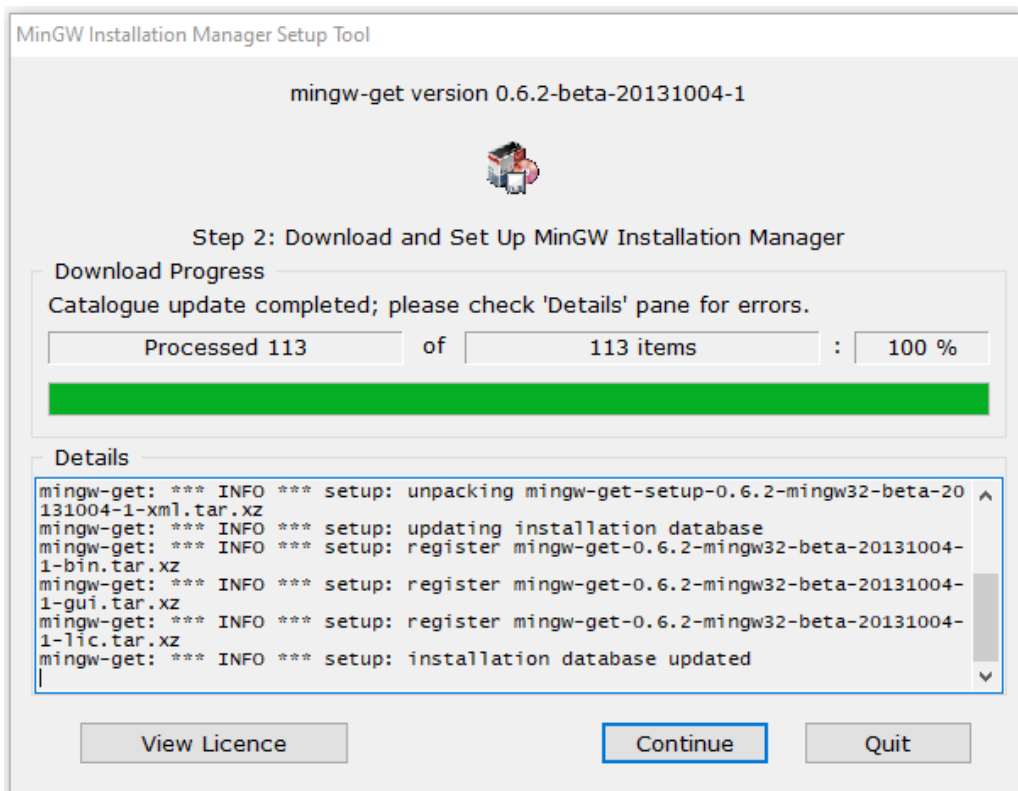 MinGW Installation Manager Setup Tool
mingw-get version 0.6.2-beta-20131004-1
Step 2: Download and Set Up MinGW Installation Manager
Download Progress
Catalogue update completed; please check 'Details' pane for errors.
Processed 113 of 113 items : 100 %
Details
mingw-get: *** INFO *** setup: unpacking mingw-get-setup-0.6.2-mingw32-beta-20
131004-1-xml.tar.xz
mingw-get: *** INFO *** setup: updating installation database
mingw-get: *** INFO *** setup: register mingw-get-0.6.2-mingw32-beta-20131004-
1-bin.tar.xz
mingw-get: *** INFO *** setup: register mingw-get-0.6.2-mingw32-beta-20131004-
1-gui.tar.xz
mingw-get: *** INFO *** setup: register mingw-get-0.6.2-mingw32-beta-20131004-
1-lic.tar.xz
mingw-get: *** INFO *** setup: installation database updated
View Licence Continue Quit